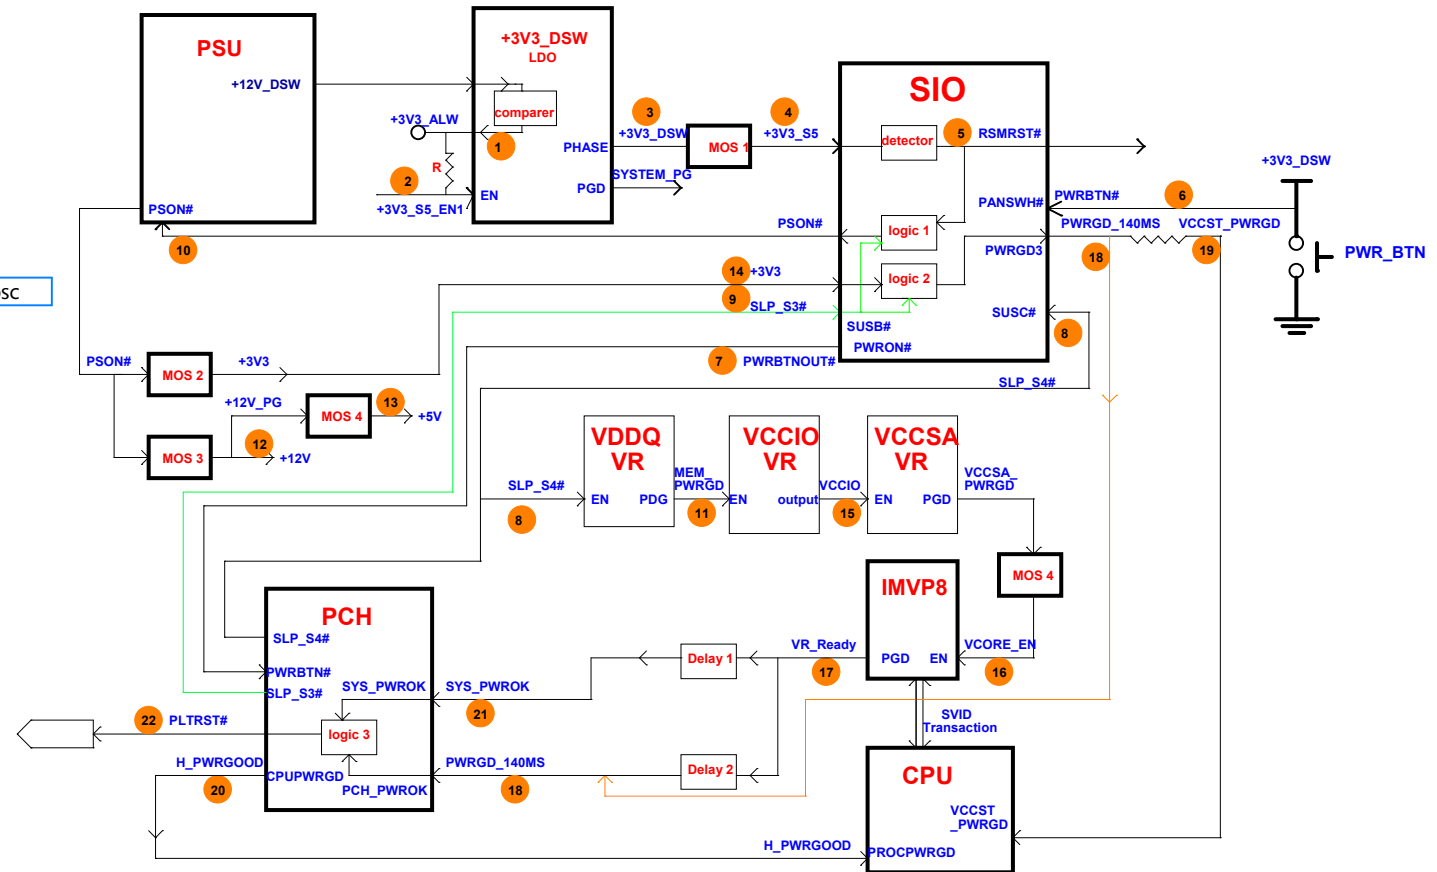 PSU
+12V_DSW
PSON#
10
+3V3_DSW
LDO
comparer
+3V3_ALW
1
R
2
+3V3_S5_EN1
EN
PHASE
PGD
3
+3V3_DSW
SYSTEM_PG
MOS 1
4
+3V3_S5
SIO
detector
5
RSMRST#
PANSWH#
PWRBTN#
6
+3V3_DSW
PWR_BTN
PSON#
logic 1
logic 2
PWRGD3
PWRGD_140MS
VCCST_PWRGD
18
19
14
+3V3
9
SLP_S3#
SUSB#
PWRON#
SUSC#
8
7
PWRBTNOUT#
SLP_S4#
OSC
PSON#
MOS 2
+3V3
+12V_PG
MOS 4
13
+5V
MOS 3
12
+12V
VDDQ
VR
SLP_S4#
8
EN
PDG
MEM_
PWRGD
11
VCCIO
VR
EN
output
VCCIO
15
VCCSA
VR
EN
PGD
VCCSA_
PWRGD
MOS 4
IMVP8
PGD
EN
VCORE_EN
16
VR_Ready
17
Delay 1
Delay 2
SVID
Transaction
PCH
SLP_S4#
PWRBTN#
SLP_S3#
SYS_PWROK
SYS_PWROK
21
logic 3
22
PLTRST#
H_PWRGOOD
20
CPUPWRGD
PCH_PWROK
PWRGD_140MS
18
CPU
VCCST
_PWRGD
H_PWRGOOD
PROCPWRGD